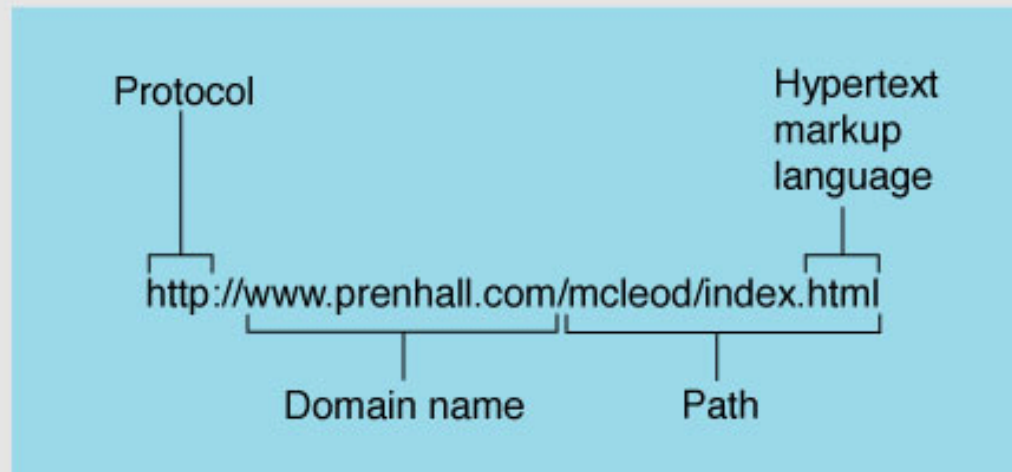 Protocol
Hypertext
markup
language
http://www.prenhall.com/mcleod/index.html
Domain name
Path